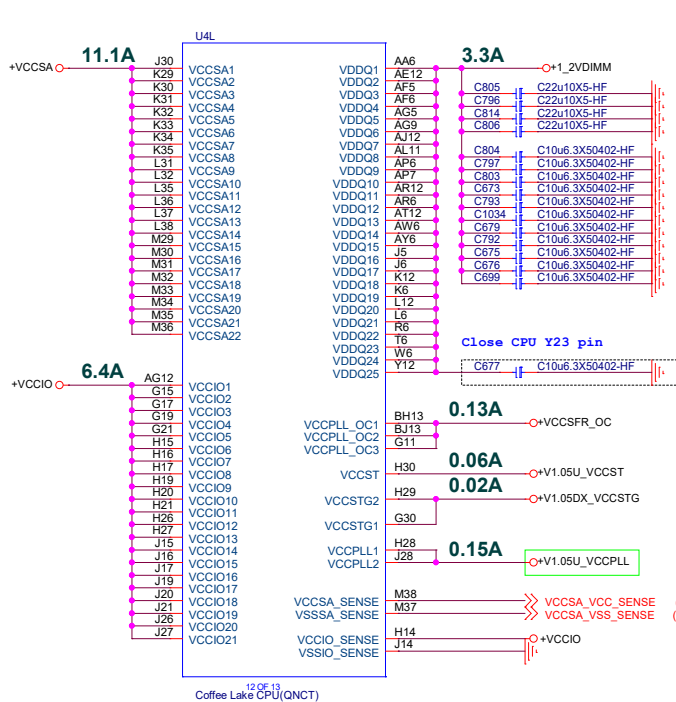 U4L
11.1A
+VCCSA
J30 VCCSA1
K29 VCCSA2
K30 VCCSA3
K31 VCCSA4
K32 VCCSA5
K33 VCCSA6
K34 VCCSA7
K35 VCCSA8
L31 VCCSA9
L32 VCCSA10
L35 VCCSA11
L36 VCCSA12
L37 VCCSA13
L38 VCCSA14
M29 VCCSA15
M30 VCCSA16
M31 VCCSA17
M32 VCCSA18
M33 VCCSA19
M34 VCCSA20
M35 VCCSA21
M36 VCCSA22
6.4A
+VCCIO
AG12 VCCIO1
G15 VCCIO2
G17 VCCIO3
G19 VCCIO4
G21 VCCIO5
H15 VCCIO6
H16 VCCIO7
H17 VCCIO8
H19 VCCIO9
H20 VCCIO10
H21 VCCIO11
H26 VCCIO12
H27 VCCIO13
J15 VCCIO14
J16 VCCIO15
J17 VCCIO16
J19 VCCIO17
J20 VCCIO18
J21 VCCIO19
J26 VCCIO20
J27 VCCIO21
VDDQ1 AA6
VDDQ2 AE12
VDDQ3 AF5
VDDQ4 AF6
VDDQ5 AG5
VDDQ6 AG9
VDDQ7 AJ12
VDDQ8 AL11
VDDQ9 AP6
VDDQ10 AP7
VDDQ11 AR12
VDDQ12 AR6
VDDQ13 AT12
VDDQ14 AW6
VDDQ15 AY6
VDDQ16 J5
VDDQ17 J6
VDDQ18 K12
VDDQ19 K6
VDDQ20 L12
VDDQ21 L6
VDDQ22 R6
VDDQ23 T6
VDDQ24 W6
VDDQ25 Y12
3.3A
+1_2VDIMM
C805 C22u10X5-HF
C796 C22u10X5-HF
C814 C22u10X5-HF
C806 C22u10X5-HF
C804 C10u6.3X50402-HF
C797 C10u6.3X50402-HF
C803 C10u6.3X50402-HF
C673 C10u6.3X50402-HF
C793 C10u6.3X50402-HF
C1034 C10u6.3X50402-HF
C679 C10u6.3X50402-HF
C792 C10u6.3X50402-HF
C675 C10u6.3X50402-HF
C676 C10u6.3X50402-HF
C699 C10u6.3X50402-HF
Close CPU Y23 pin
C677 C10u6.3X50402-HF
0.13A
VCCPLL_OC1 BH13 +VCCSFR_OC
VCCPLL_OC2 BJ13
VCCPLL_OC3 G11
0.06A
VCCST H30 +V1.05U_VCCST
0.02A
VCCSTG2 H29 +V1.05DX_VCCSTG
VCCSTG1 G30
0.15A
VCCPLL1 H28
VCCPLL2 J28 +V1.05U_VCCPLL
VCCSA_SENSE M38 VCCSA_VCC_SENSE
VSSSA_SENSE M37 VCCSA_VSS_SENSE (
VCCIO_SENSE H14 +VCCIO
VSSIO_SENSE J14
12 OF 13
Coffee Lake CPU(QNCT)